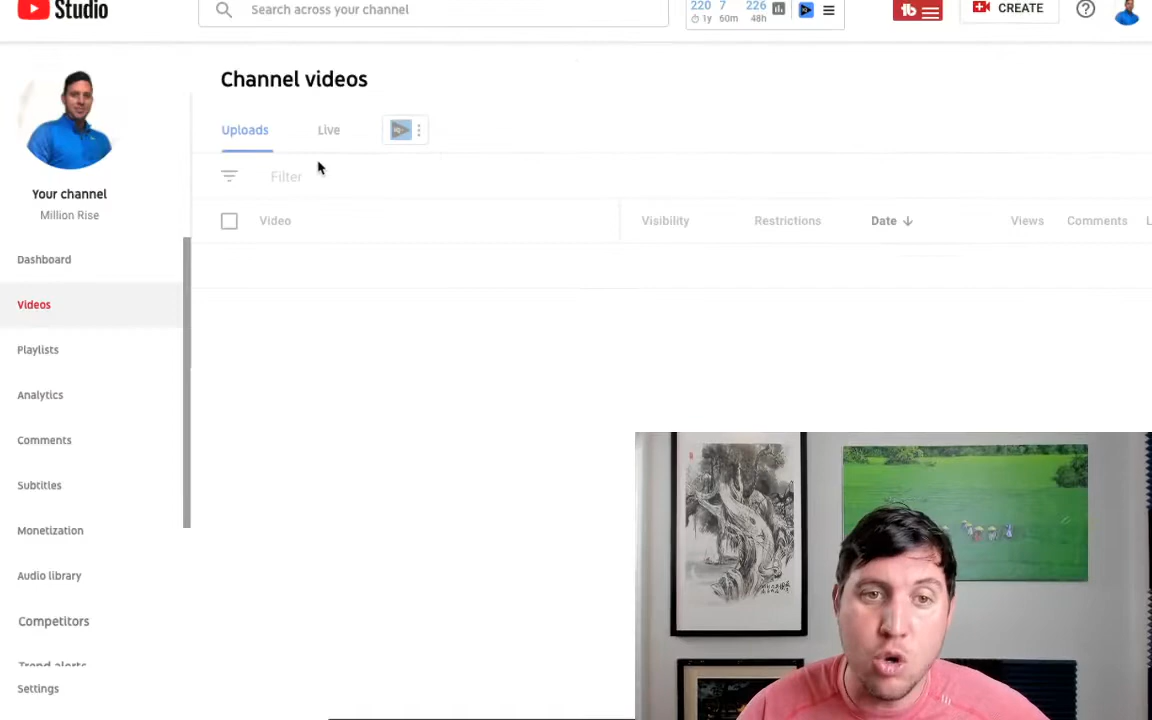 Studio
Search across your channel
220 7 226
1y 60m 48h
CREATE
Channel videos
Uploads Live
Filter
Video Visibility Restrictions Date Views Comments L
Your channel
Million Rise
Dashboard
Videos
Playlists
Analytics
Comments
Subtitles
Monetization
Audio library
Competitors
Trend alerts
Settings